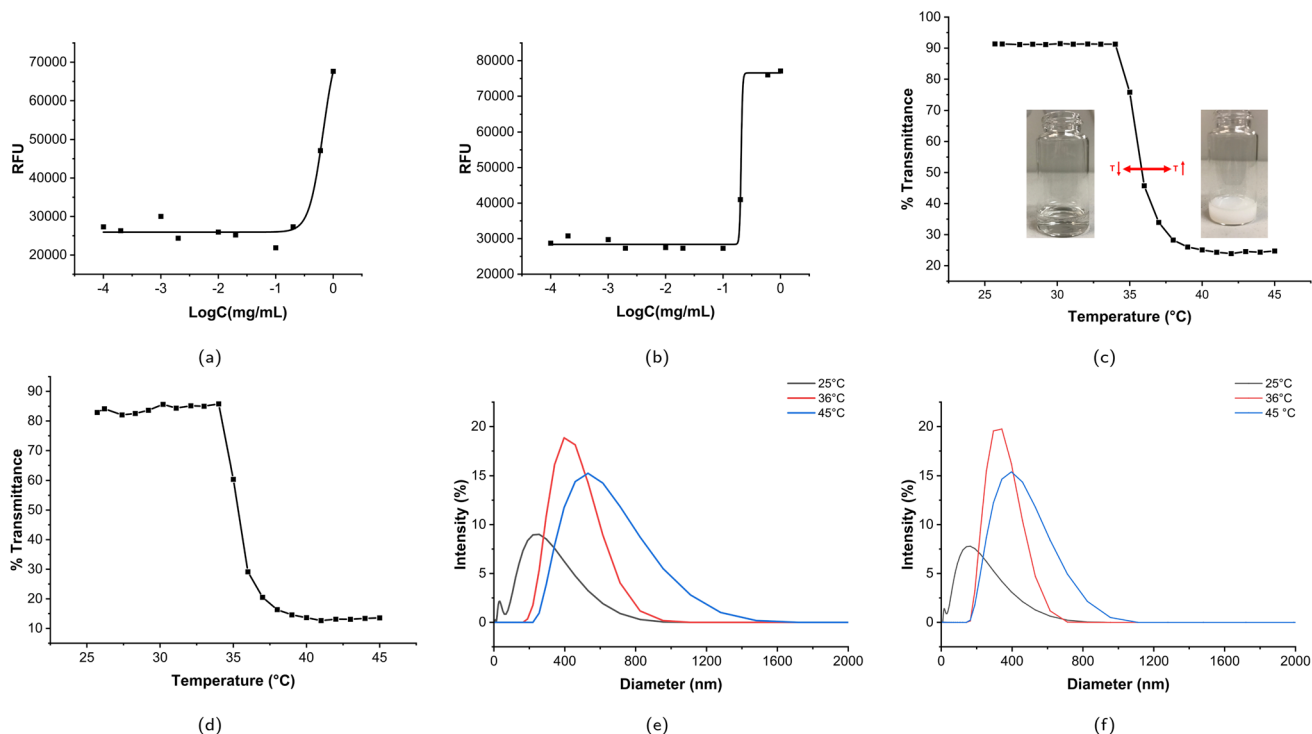 70000
60000
50000
40000
30000
20000
RFU
-4 -3 -2 -1 0
LogC(mg/mL)
(a)
80000
70000
60000
50000
40000
30000
20000
RFU
-4 -3 -2 -1 0
LogC(mg/mL)
(b)
100
90
80
70
60
50
40
30
20
% Transmittance
T T
25 30 35 40 45
Temperature (°C)
(c)
90
80
70
60
50
40
30
20
10
% Transmittance
25 30 35 40 45
Temperature (°C)
(d)
25°C
36°C
45°C
20
15
10
5
0
Intensity (%)
0 400 800 1200 1600 2000
Diameter (nm)
(e)
25°C
36°C
45 °C
20
15
10
5
0
Intensity (%)
0 400 800 1200 1600 2000
Diameter (nm)
(f)